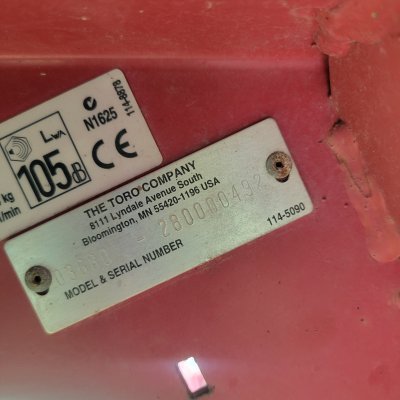 kg
/min
LWA
105dB
N1625
114-8878
CE
THE TORO COMPANY
8111 Lyndale Avenue South
Bloomington, MN 55420-1196 USA
280000492
MODEL & SERIAL NUMBER
114-5090